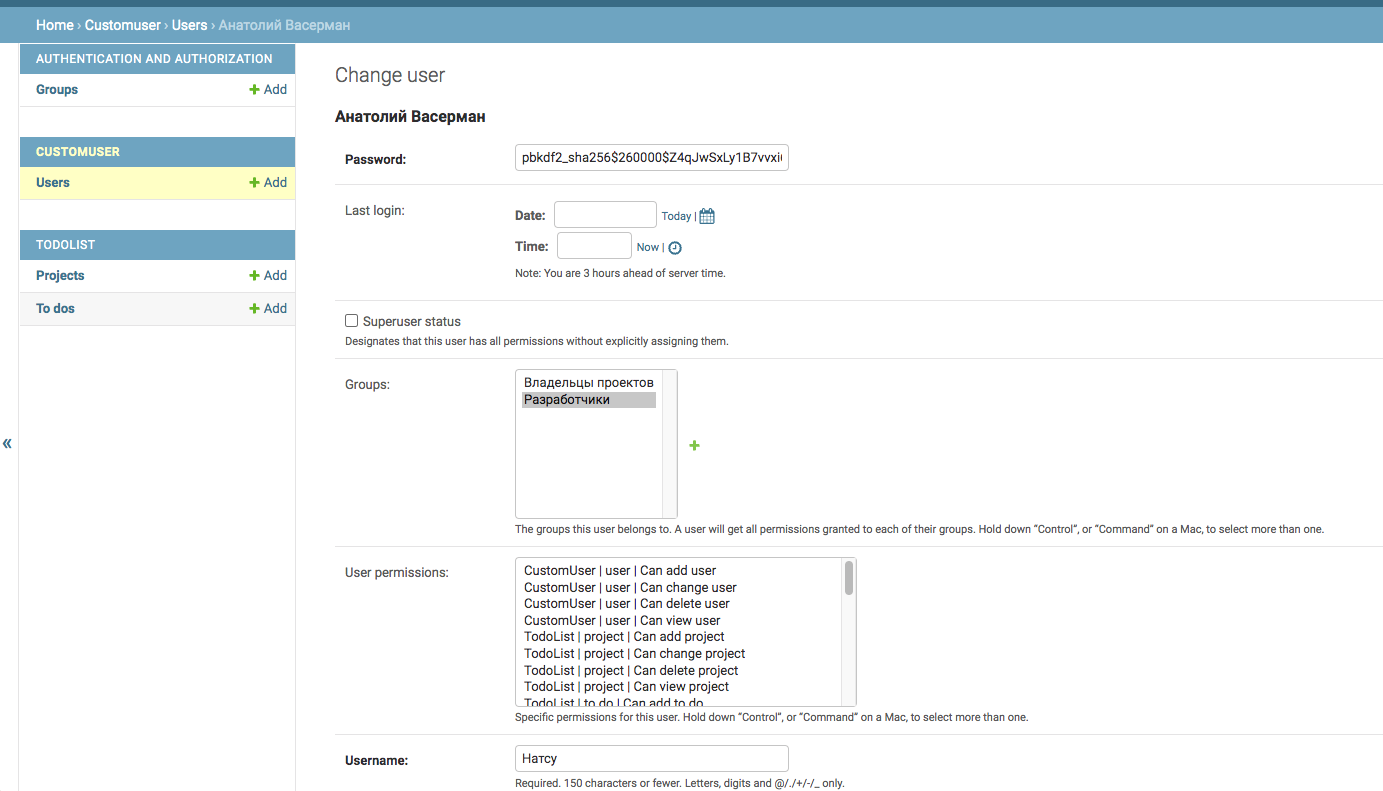 Home › Customuser › Users › Анатолий Васерман
AUTHENTICATION AND AUTHORIZATION
Groups + Add
CUSTOMUSER
Users + Add
TODOLIST
Projects + Add
To dos + Add
«
Change user
Анатолий Васерман
Password: pbkdf2_sha256$260000$Z4qJwSxLy1B7vvxi
Last login:
Date: Today |
Time: Now |
Note: You are 3 hours ahead of server time.
Superuser status
Designates that this user has all permissions without explicitly assigning them.
Groups:
Владельцы проектов
Разработчики
+
The groups this user belongs to. A user will get all permissions granted to each of their groups. Hold down “Control”, or “Command” on a Mac, to select more than one.
User permissions:
CustomUser | user | Can add user
CustomUser | user | Can change user
CustomUser | user | Can delete user
CustomUser | user | Can view user
TodoList | project | Can add project
TodoList | project | Can change project
TodoList | project | Can delete project
TodoList | project | Can view project
TodoList | to do | Can add to do
Specific permissions for this user. Hold down “Control”, or “Command” on a Mac, to select more than one.
Username: Натсу
Required. 150 characters or fewer. Letters, digits and @/./+/-/_ only.